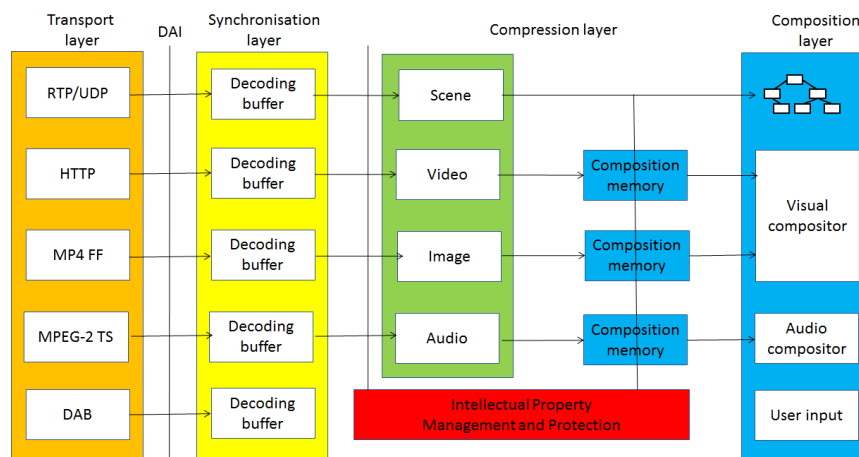 Transport
layer
DAI
Synchronisation
layer
Compression layer
Composition
layer
RTP/UDP
Decoding
buffer
Scene
HTTP
Decoding
buffer
Video
Composition
memory
Visual
compositor
MP4 FF
Decoding
buffer
Image
Composition
memory
MPEG-2 TS
Decoding
buffer
Audio
Composition
memory
Audio
compositor
DAB
Decoding
buffer
Intellectual Property
Management and Protection
User input